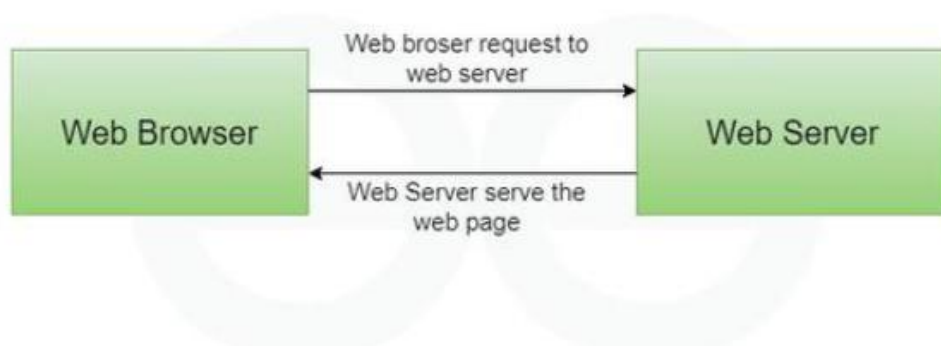 Web broser request to
web server
Web Browser
Web Server
Web Server serve the
web page